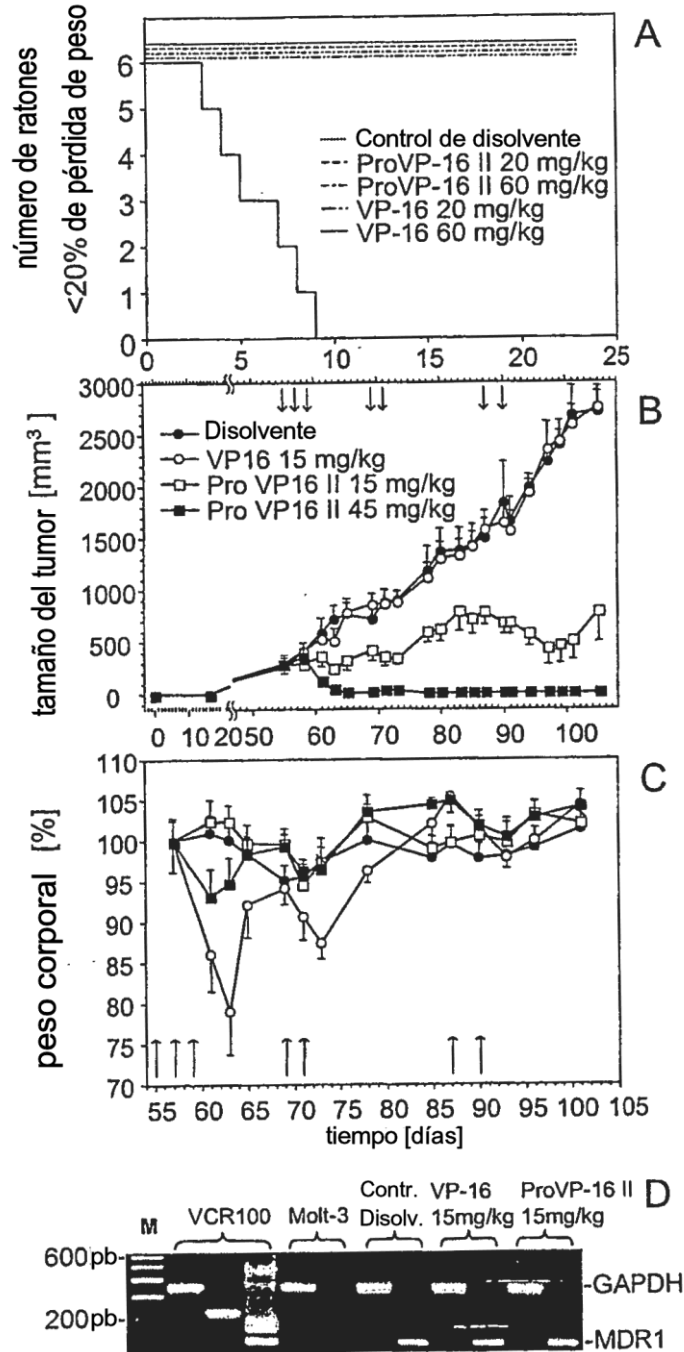 A
número de ratones
<20% de pérdida de peso
6
5
4
3
2
1
0
Control de disolvente
ProVP-16 II 20 mg/kg
ProVP-16 II 60 mg/kg
VP-16 20 mg/kg
VP-16 60 mg/kg
0 5 10 15 20 25
B
tamaño del tumor [mm³]
3000
2500
2000
1500
1000
500
0
Disolvente
VP16 15 mg/kg
Pro VP16 II 15 mg/kg
Pro VP16 II 45 mg/kg
0 10 20 50 60 70 80 90 100
C
peso corporal [%]
110
105
100
95
90
85
80
75
70
55 60 65 70 75 80 85 90 95 100 105
tiempo [días]
D
Contr. VP-16 ProVP-16 II
M VCR100 Molt-3 Disolv. 15mg/kg 15mg/kg
600 pb-
-GAPDH
200pb-
-MDR1